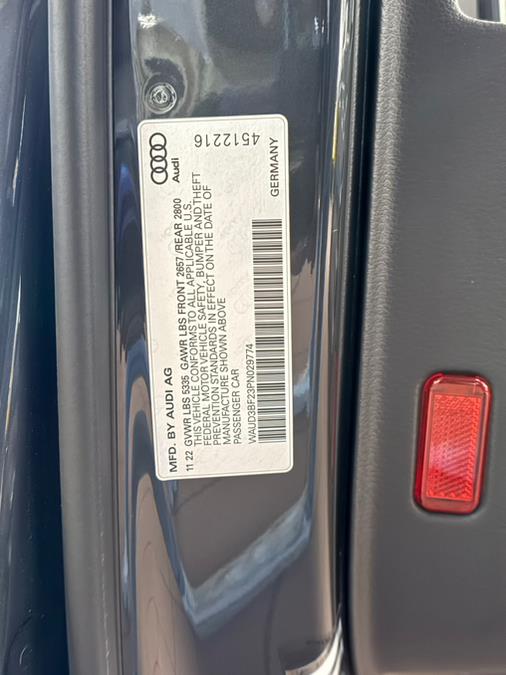 MFD. BY AUDI AG
Audi
11 22 GVWR LBS 5335 GAWR LBS FRONT 2657/REAR 2800
THIS VEHICLE CONFORMS TO ALL APPLICABLE U.S.
FEDERAL MOTOR VEHICLE SAFETY, BUMPER AND THEFT
PREVENTION STANDARDS IN EFFECT ON THE DATE OF
MANUFACTURE SHOWN ABOVE
PASSENGER CAR
WAUD3BF23PN029774
GERMANY
4512216